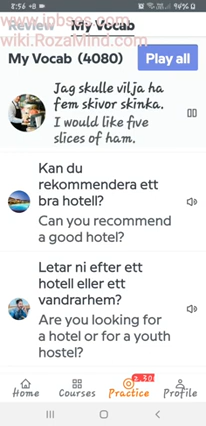 8:56
www.ipbses.com
Review My Vocab
wiki.RozaMind.com
My Vocab (4080) Play all
Jag skulle vilja ha
fem skivor skinka.
I would like five
slices of ham.
Kan du
rekommendera ett
bra hotell?
Can you recommend
a good hotel?
Letar ni efter ett
hotell eller ett
vandrarhem?
Are you looking for
a hotel or for a youth
hostel?
2:30
Home Courses Practice Profile